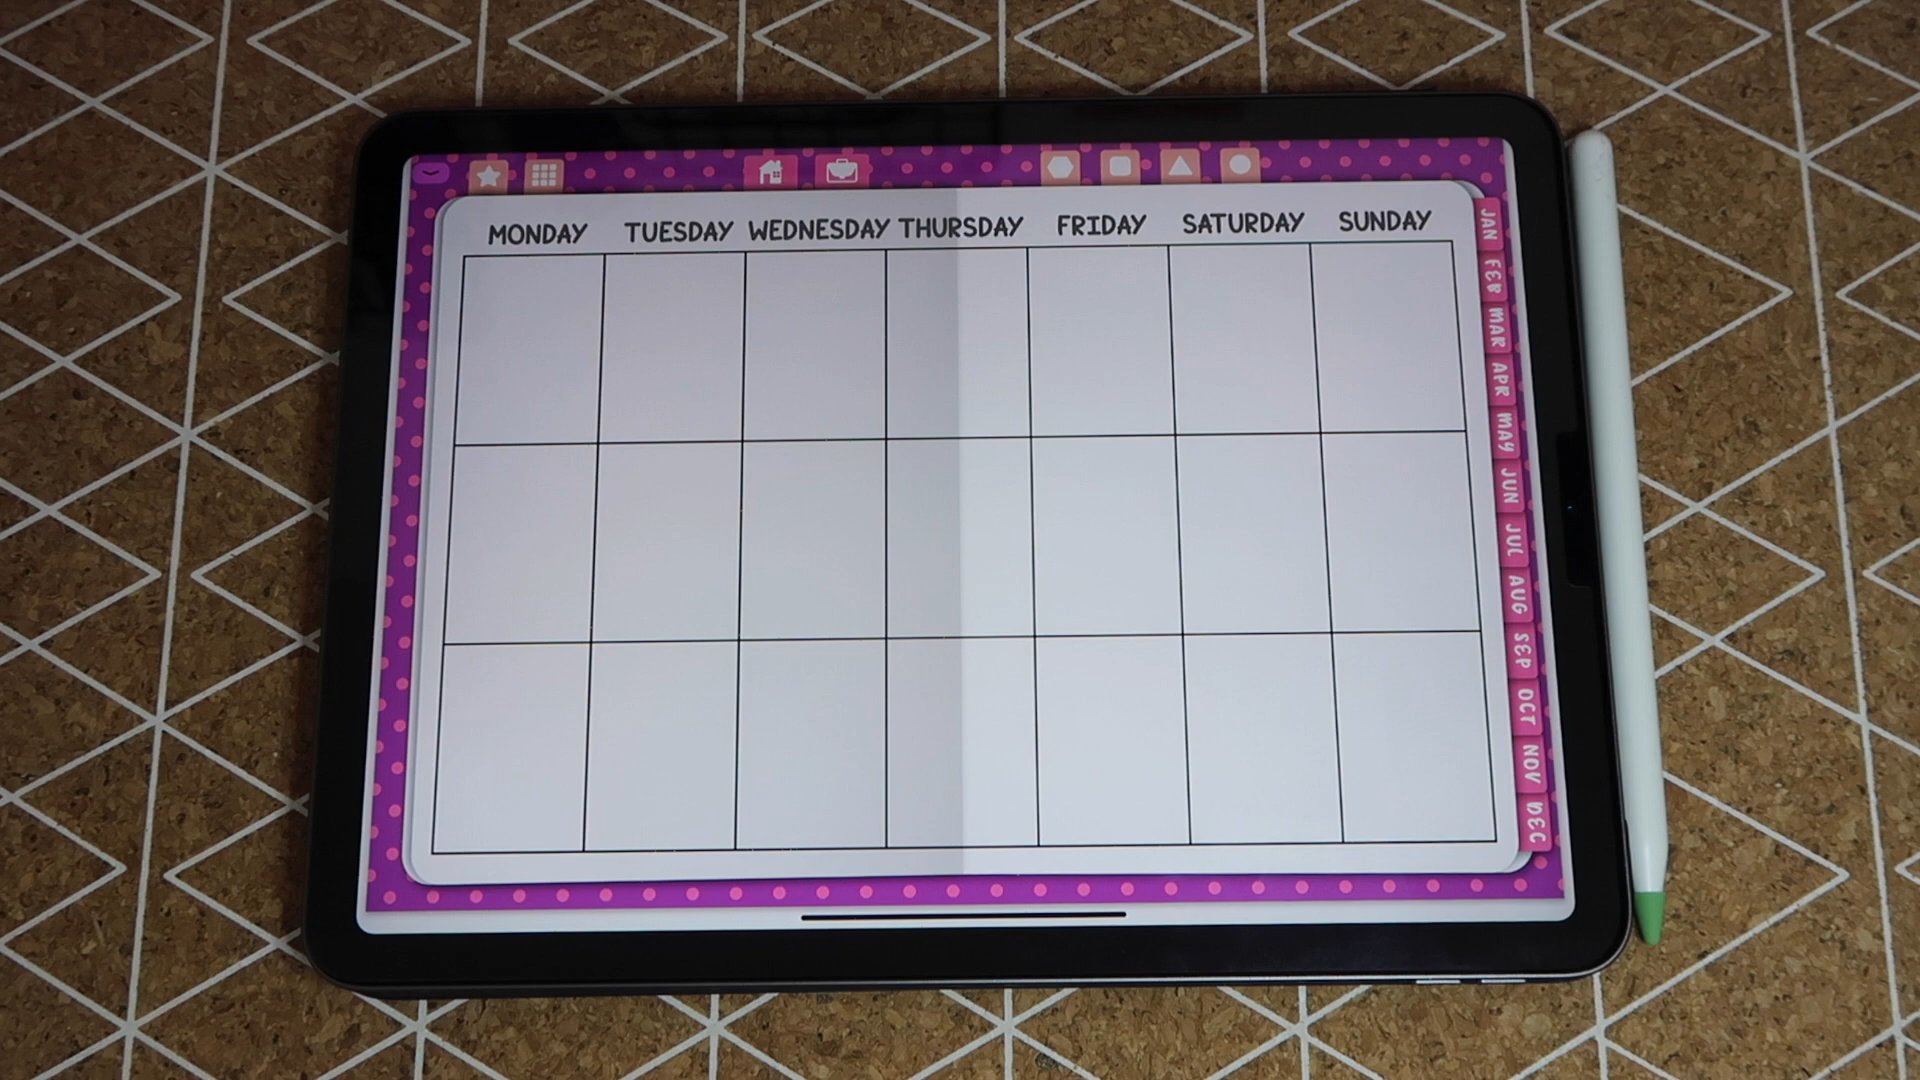 MONDAY TUESDAY WEDNESDAY THURSDAY FRIDAY SATURDAY SUNDAY
JAN
FEB
MAR
APR
MAY
JUN
JUL
AUG
SEP
OCT
NOV
DEC